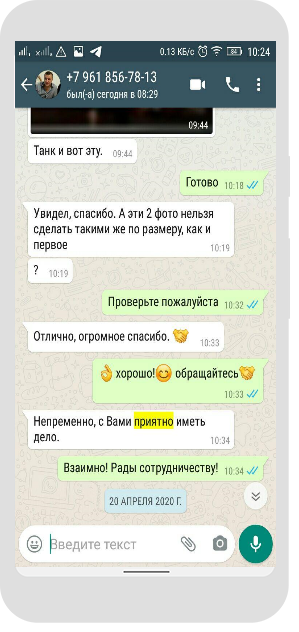 0.13 КБ/с 10:24
+7 961 856-78-13
был(-а) сегодня в 08:29
09:44
Танк и вот эту. 09:44
Готово 10:18
Увидел, спасибо. А эти 2 фото нельзя
сделать такими же по размеру, как и
первое 10:19
? 10:19
Проверьте пожалуйста 10:32
Отлично, огромное спасибо. 🤝 10:33
👌 хорошо!😊 обращайтесь🤝
10:33
Непременно, с Вами приятно иметь
дело. 10:34
Взаимно! Рады сотрудничеству! 10:34
20 АПРЕЛЯ 2020 Г.
Введите текст